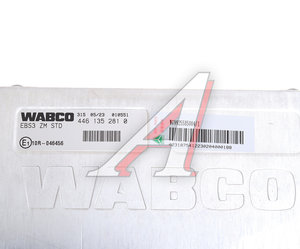 WABCO
315 05/23 010551
446 135 281 0
EBS3 ZM STD
E1 10R-046456
WABCO